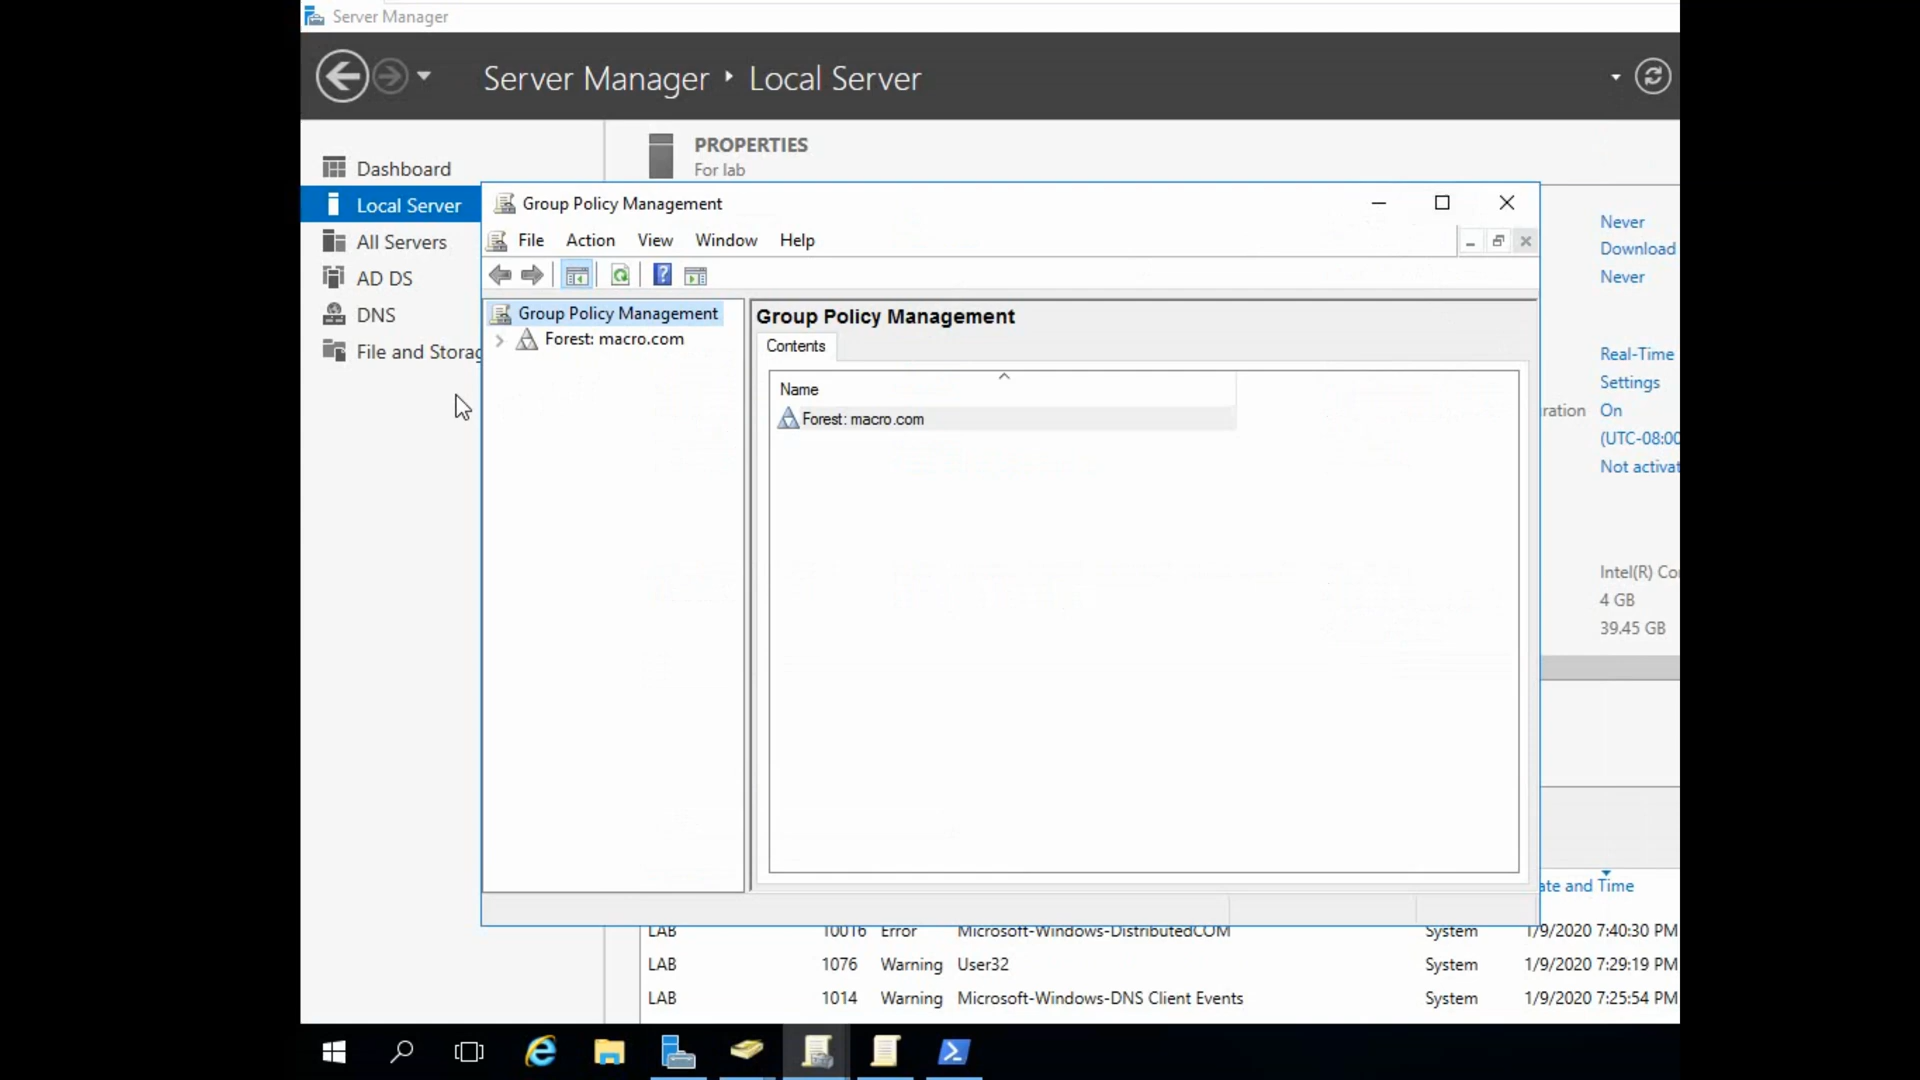 Server Manager
Server Manager ‣ Local Server
Dashboard
Local Server
All Servers
AD DS
DNS
File and Storag
PROPERTIES
For lab
Group Policy Management
File Action View Window Help
Group Policy Management
Forest: macro.com
Group Policy Management
Contents
Name
Forest: macro.com
Never
Download
Never
Real-Time
Settings
ration On
(UTC-08:00
Not activat
Intel(R) Co
4 GB
39.45 GB
ate and Time
LAB 10016 Error Microsoft-Windows-DistributedCOM System 1/9/2020 7:40:30 PM
LAB 1076 Warning User32 System 1/9/2020 7:29:19 PM
LAB 1014 Warning Microsoft-Windows-DNS Client Events System 1/9/2020 7:25:54 PM